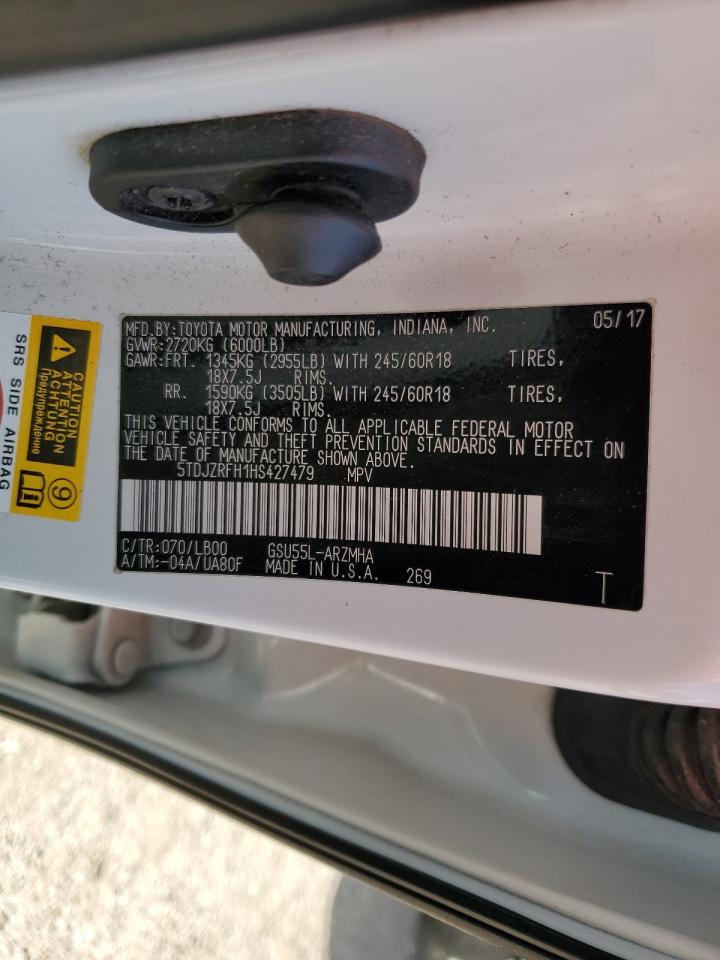 MFD.BY:TOYOTA MOTOR MANUFACTURING, INDIANA, INC. 05/17
GVWR:2720KG (6000LB)
GAWR:FRT. 1345KG (2955LB) WITH 245/60R18 TIRES,
18X7.5J RIMS.
RR. 1590KG (3505LB) WITH 245/60R18 TIRES,
18X7.5J RIMS.
THIS VEHICLE CONFORMS TO ALL APPLICABLE FEDERAL MOTOR
VEHICLE SAFETY AND THEFT PREVENTION STANDARDS IN EFFECT ON
THE DATE OF MANUFACTURE SHOWN ABOVE.
5TDJZRFH1HS427479 MPV
C/TR:070/LB00 GSU55L-ARZMHA
A/TM:-04A/UA80F MADE IN U.S.A. 269 T
CAUTION
ATTENTION
Предупреждение
9
SRS SIDE AIRBAG